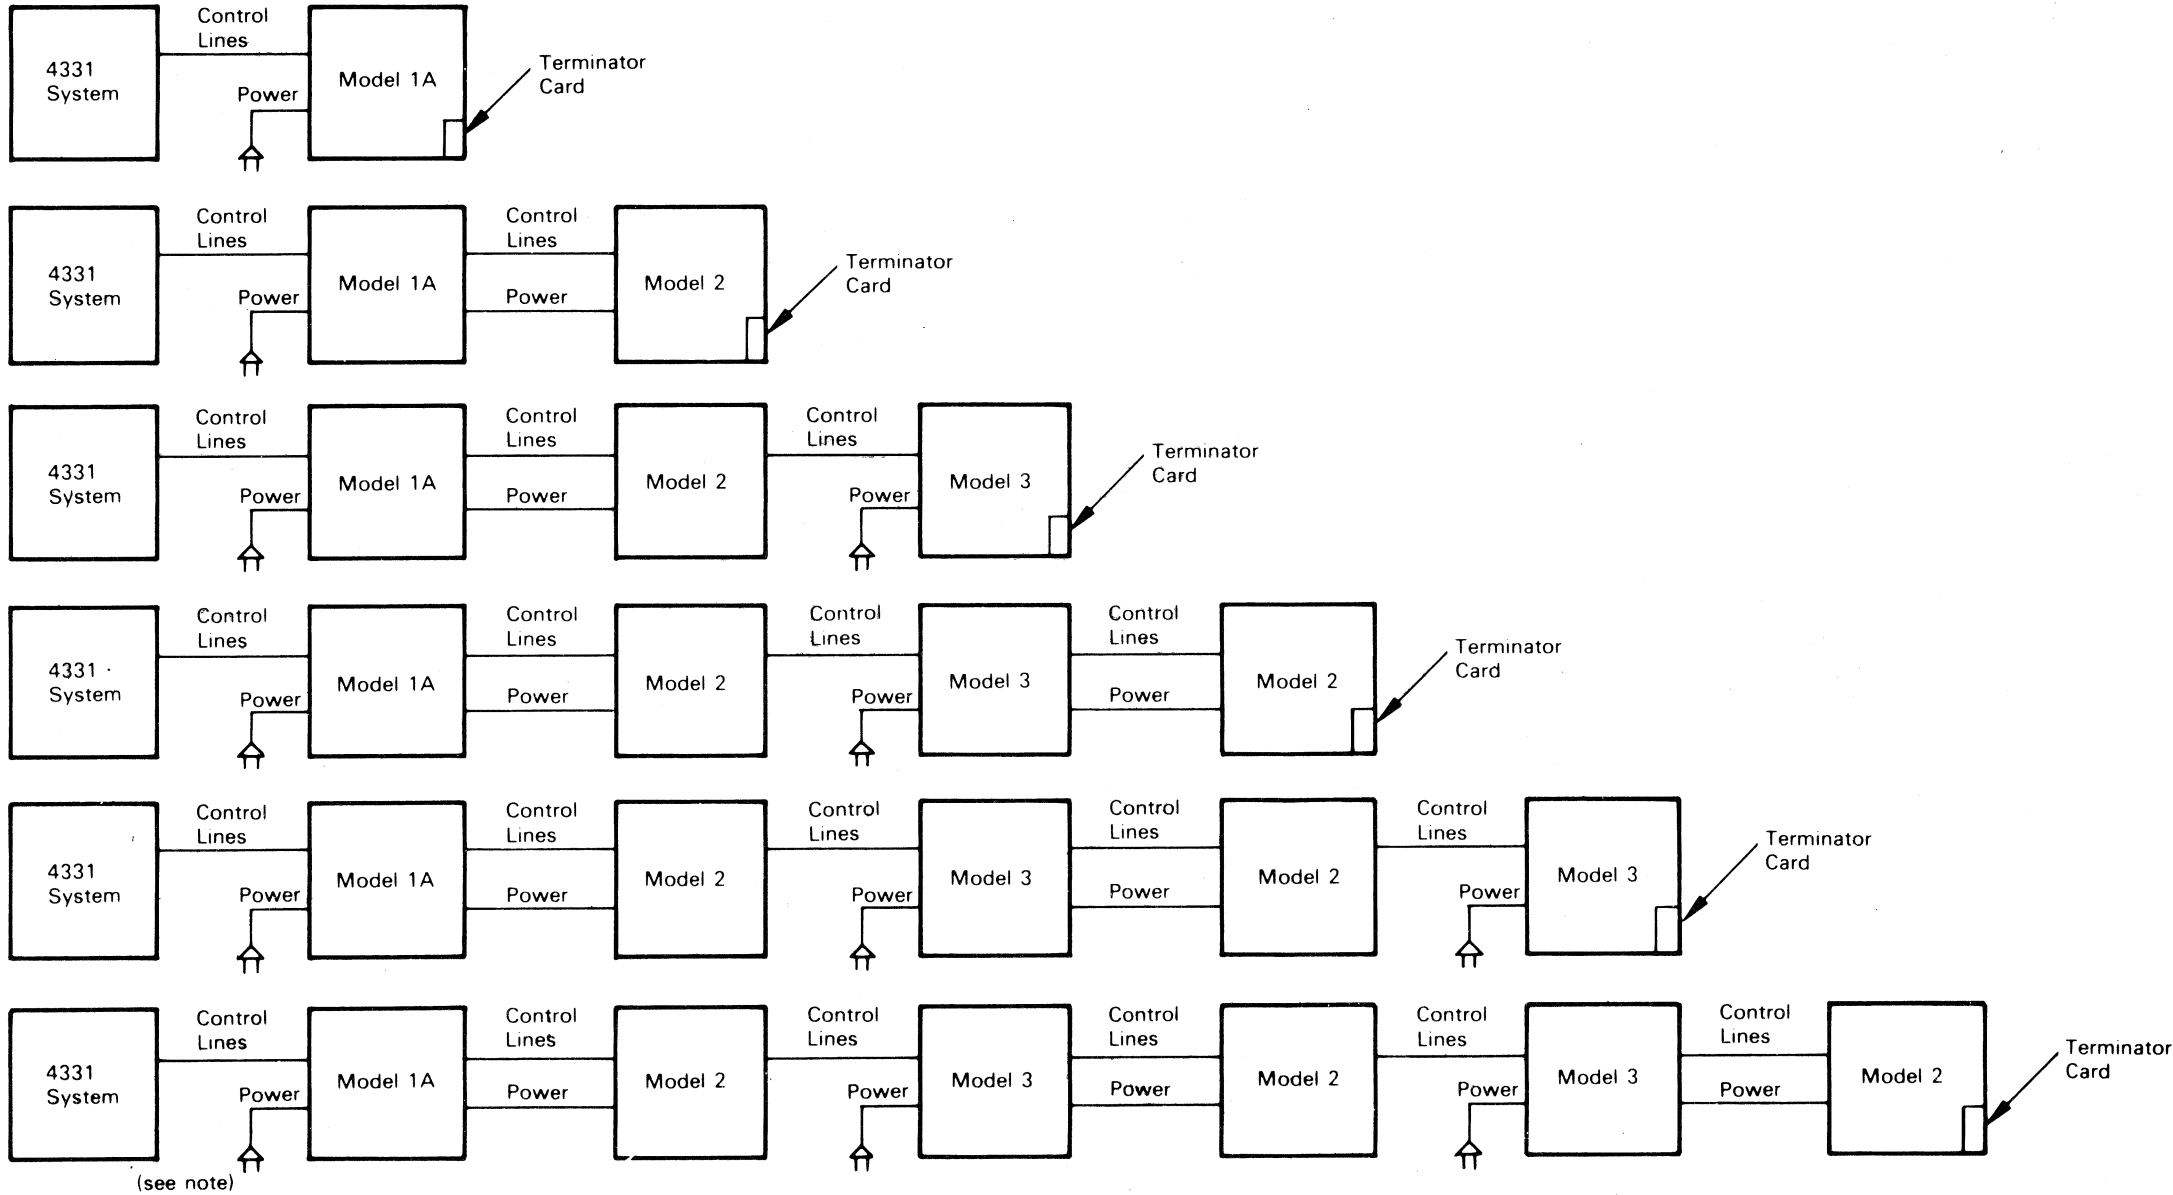 Control
Lines
4331
System
Power
Model 1A
Terminator
Card
Control
Lines
Control
Lines
4331
System
Power
Model 1A
Power
Model 2
Terminator
Card
Control
Lines
Control
Lines
Control
Lines
4331
System
Power
Model 1A
Power
Model 2
Power
Model 3
Terminator
Card
Control
Lines
Control
Lines
Control
Lines
Control
Lines
4331
System
Power
Model 1A
Power
Model 2
Power
Model 3
Power
Model 2
Terminator
Card
Control
Lines
Control
Lines
Control
Lines
Control
Lines
Control
Lines
4331
System
Power
Model 1A
Power
Model 2
Power
Model 3
Power
Model 2
Power
Model 3
Terminator
Card
Control
Lines
Control
Lines
Control
Lines
Control
Lines
Control
Lines
Control
Lines
4331
System
Power
Model 1A
Power
Model 2
Power
Model 3
Power
Model 2
Power
Model 3
Power
Model 2
Terminator
Card
(see note)